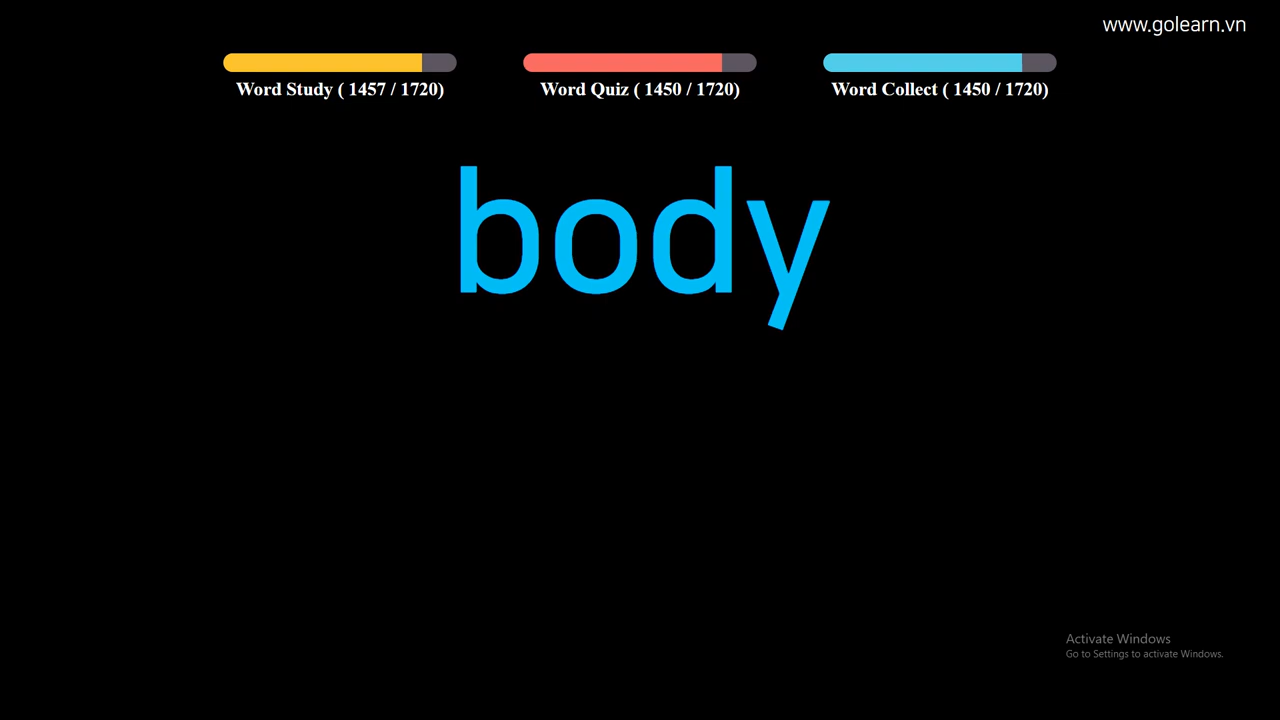 www.golearn.vn
Word Study ( 1457 / 1720)
Word Quiz ( 1450 / 1720)
Word Collect ( 1450 / 1720)
body
Activate Windows
Go to Settings to activate Windows.